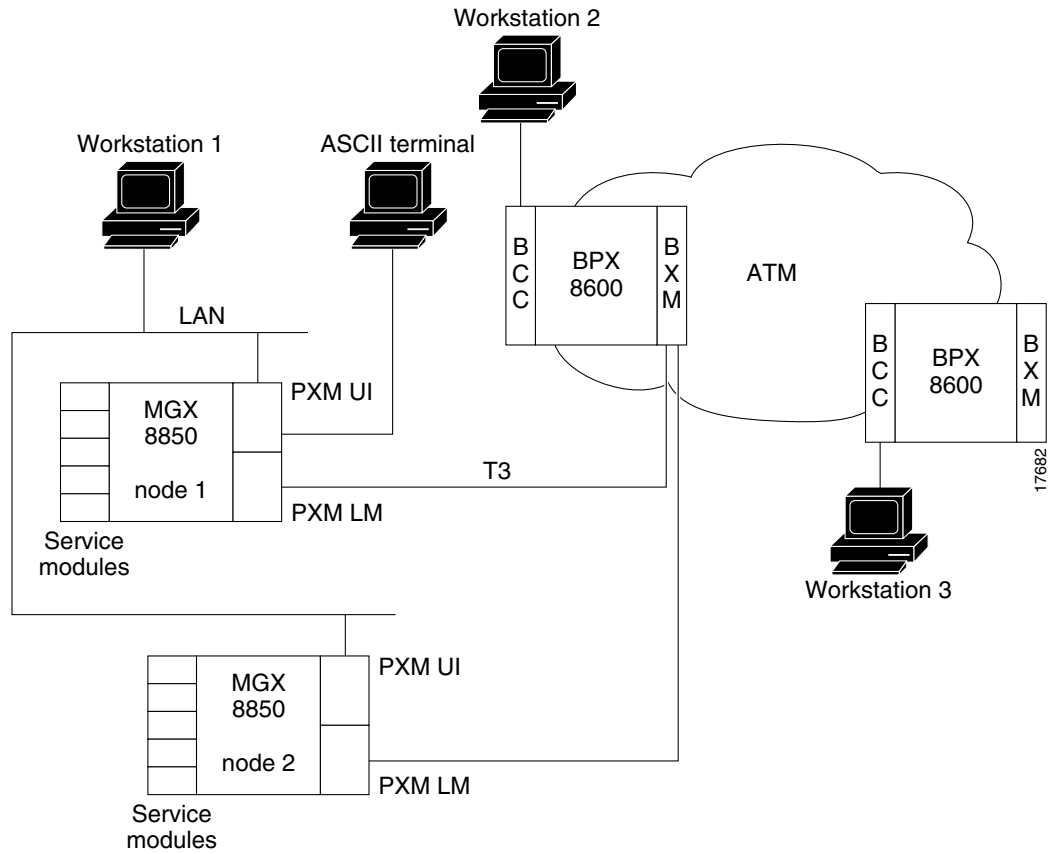 Workstation 2
Workstation 1
ASCII terminal
B
C
C
BPX
8600
B
X
M
ATM
LAN
B
C
C
BPX
8600
B
X
M
PXM UI
MGX
8850
node 1
T3
PXM LM
17682
Service
modules
Workstation 3
PXM UI
MGX
8850
node 2
PXM LM
Service
modules